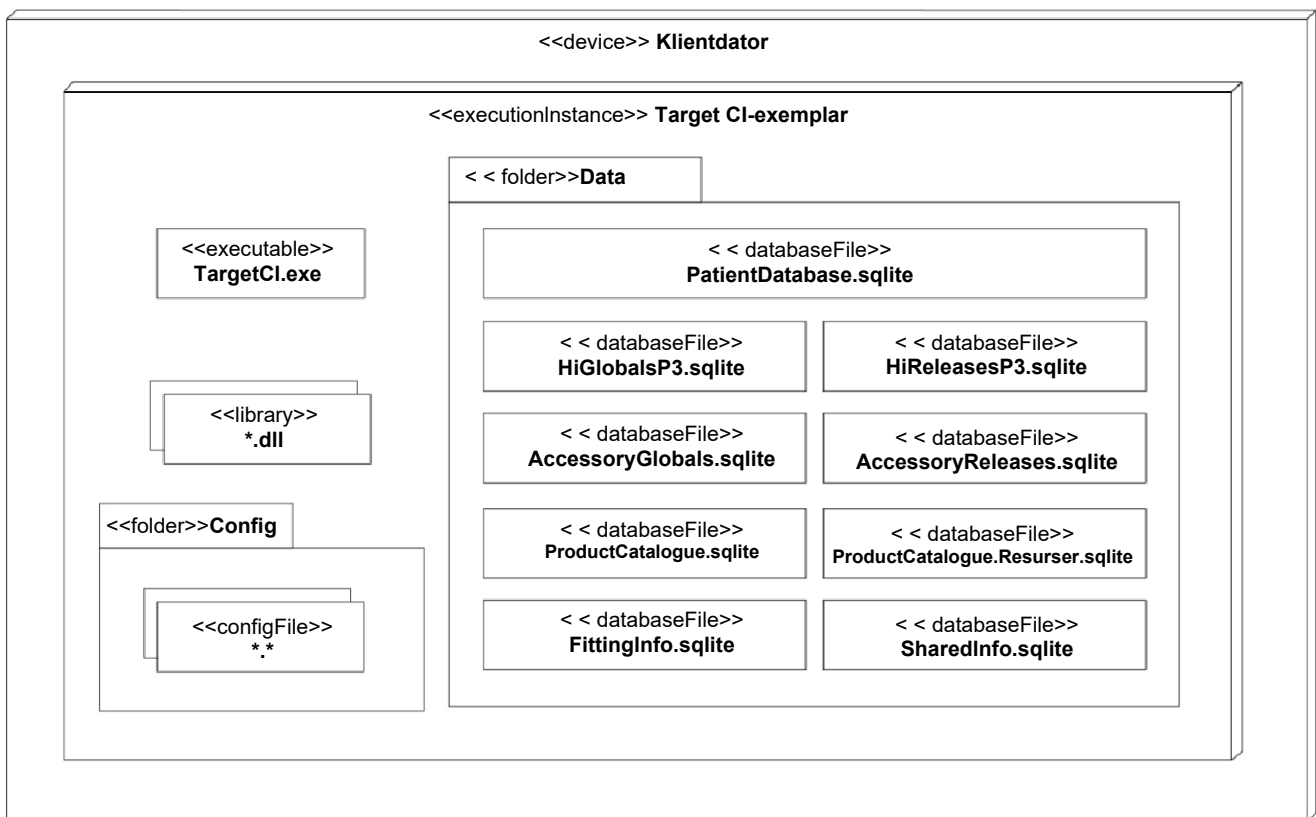 <<device>> Klientdator
<<executionInstance>> Target CI-exemplar
< < folder>>Data
<<executable>>
TargetCI.exe
<<library>>
*.dll
<<folder>>Config
<<configFile>>
*.*
< < databaseFile>>
PatientDatabase.sqlite
< < databaseFile>>
HiGlobalsP3.sqlite
< < databaseFile>>
HiReleasesP3.sqlite
< < databaseFile>>
AccessoryGlobals.sqlite
< < databaseFile>>
AccessoryReleases.sqlite
< < databaseFile>>
ProductCatalogue.sqlite
< < databaseFile>>
ProductCatalogue.Resurser.sqlite
< < databaseFile>>
FittingInfo.sqlite
< < databaseFile>>
SharedInfo.sqlite